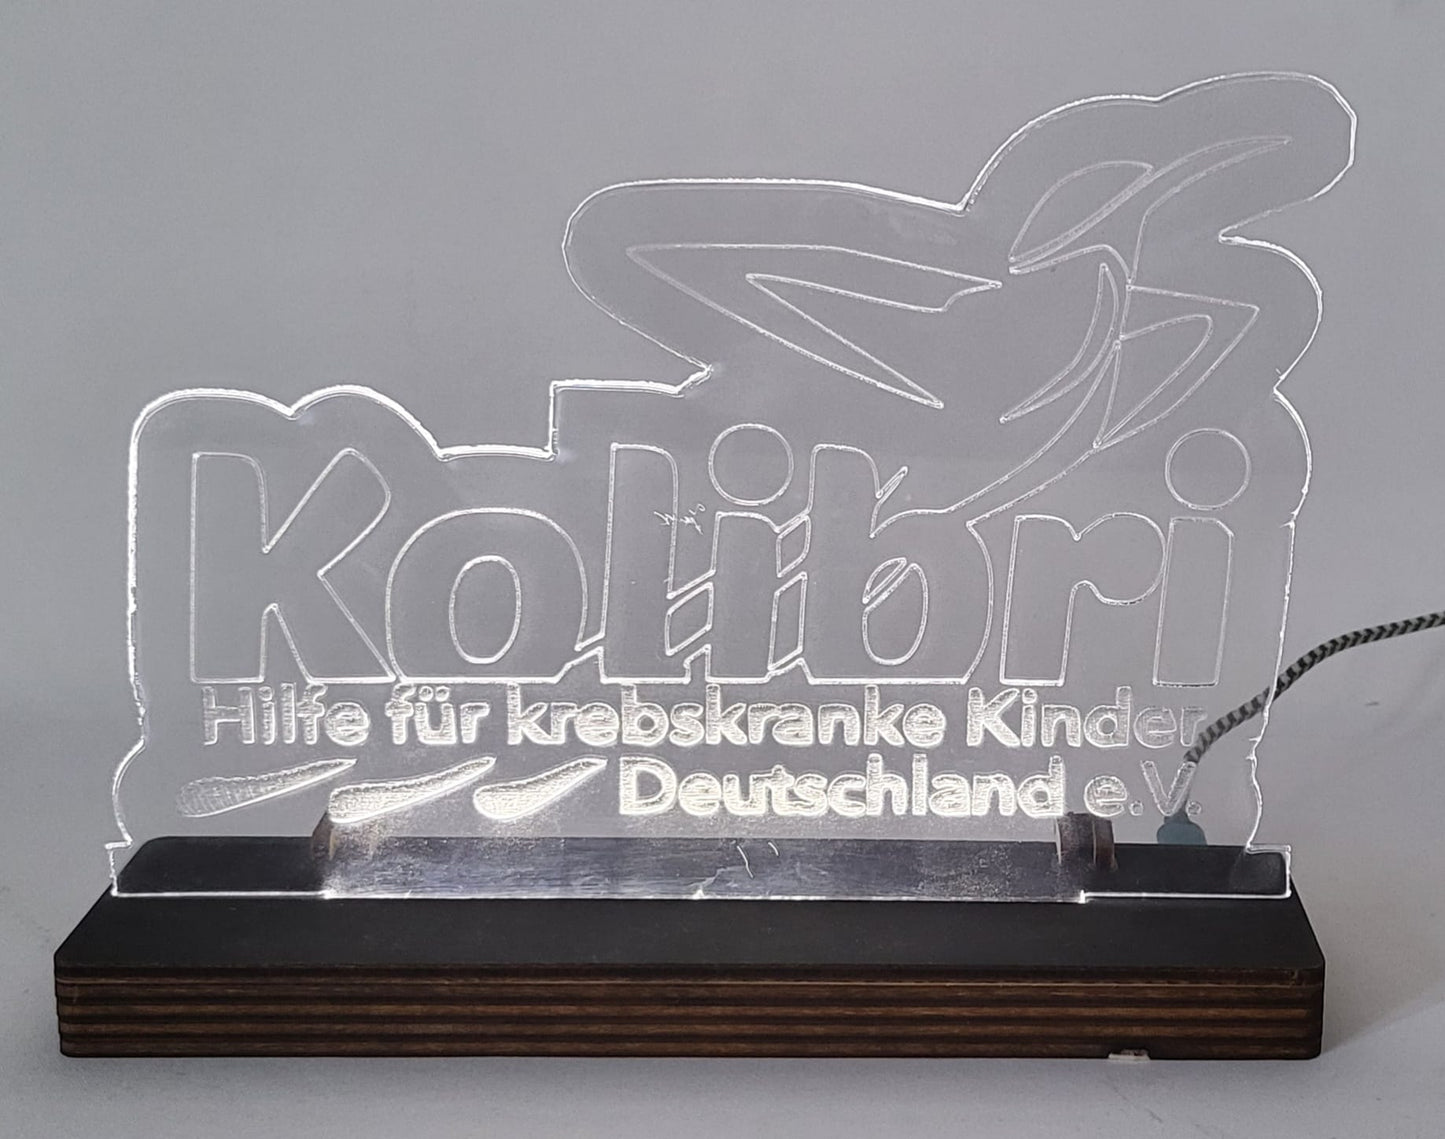 Kolibri
Hilfe für krebskranke Kinder
Deutschland e.V.